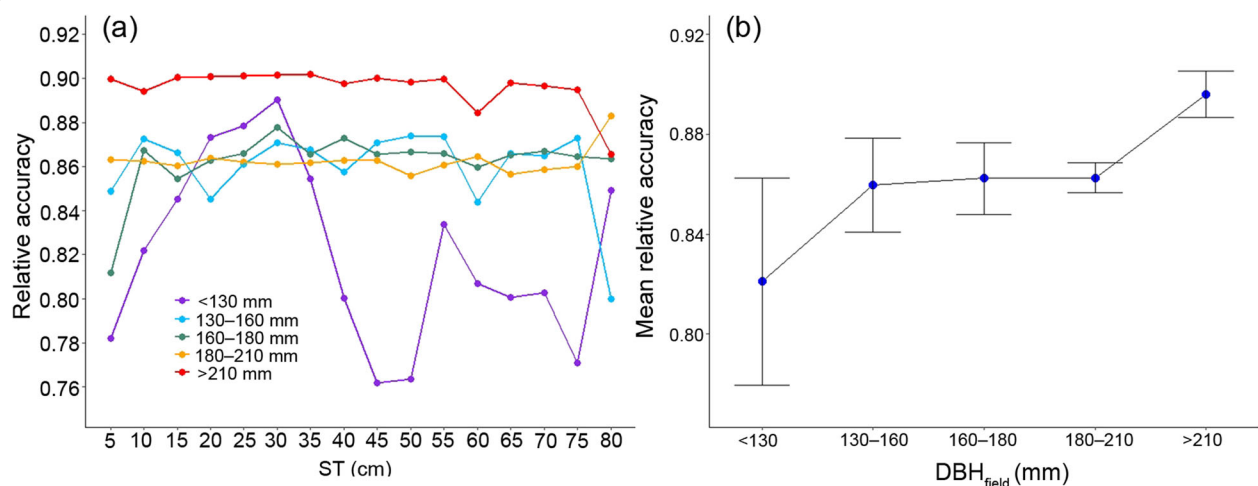 (a)
Relative accuracy
0.92
0.90
0.88
0.86
0.84
0.82
0.80
0.78
0.76
<130 mm
130–160 mm
160–180 mm
180–210 mm
>210 mm
5 10 15 20 25 30 35 40 45 50 55 60 65 70 75 80
ST (cm)
(b)
Mean relative accuracy
0.92
0.88
0.84
0.80
<130 130–160 160–180 180–210 >210
DBHfield (mm)